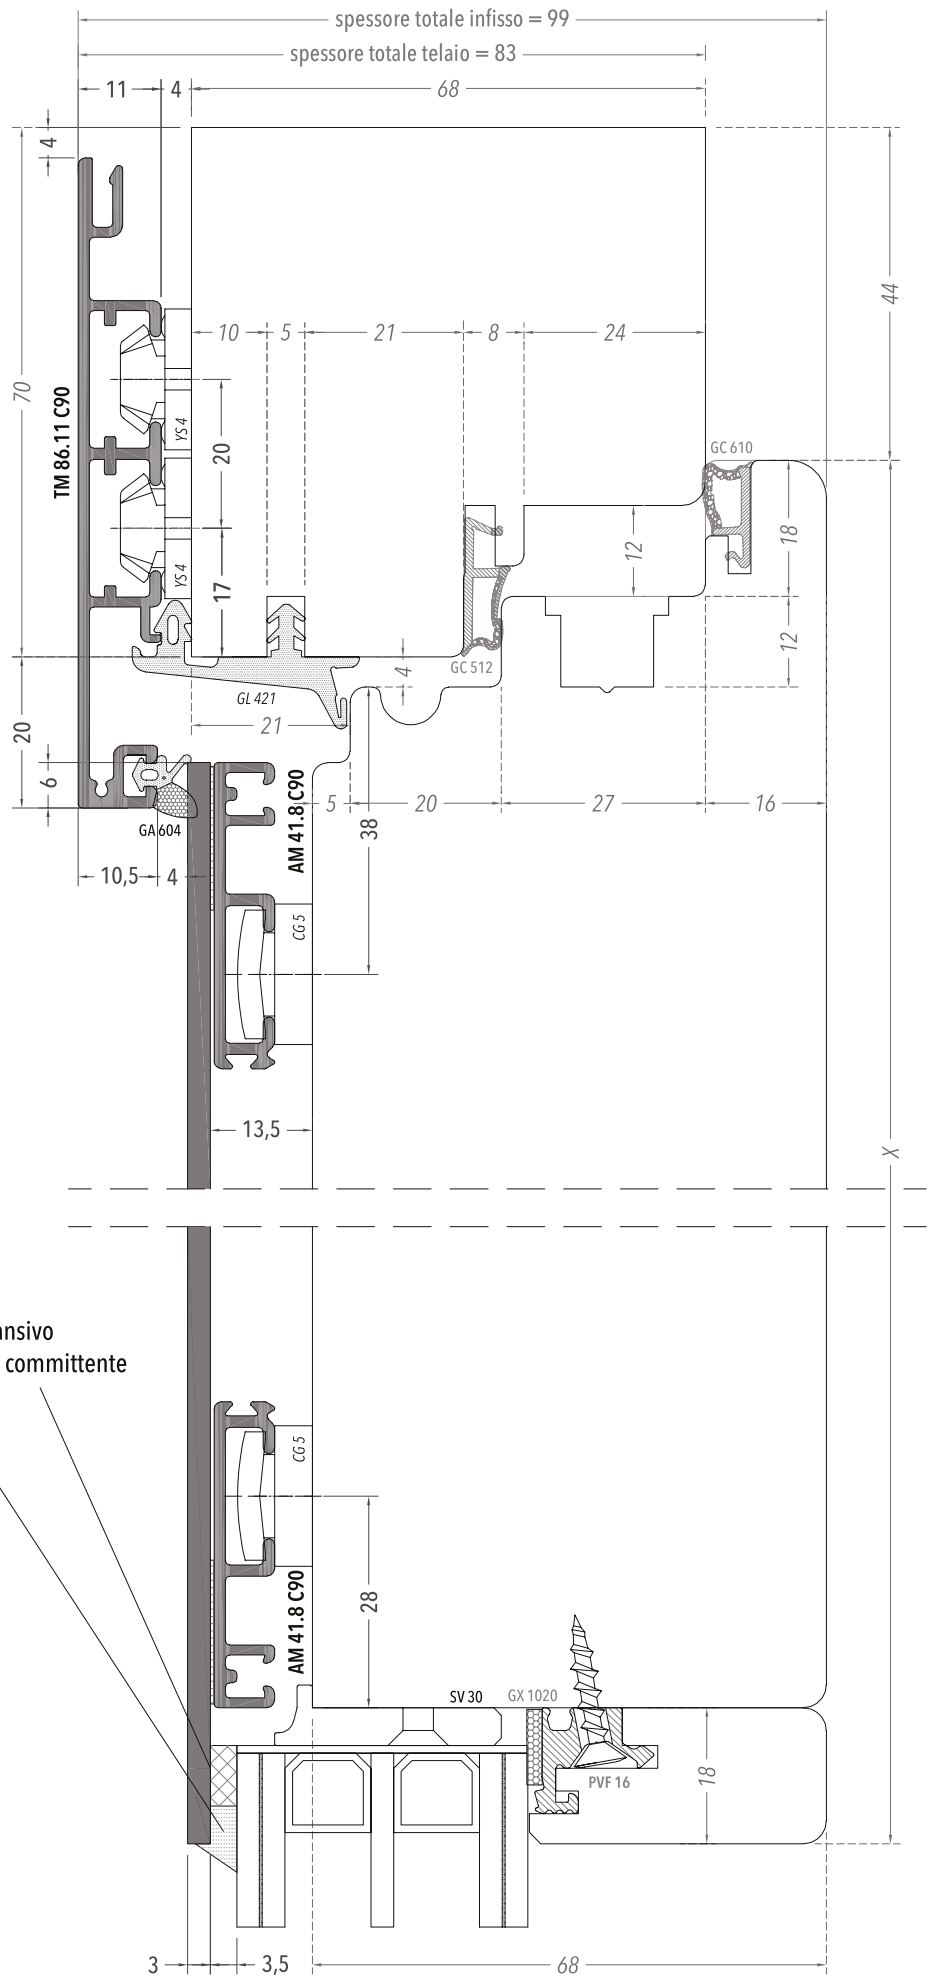 spessore totale infisso = 99
spessore totale telaio = 83
11
4
68
4
44
70
10
5
21
8
24
TM 86.11 C90
YS 4
20
GC 610
12
18
YS 4
17
12
4
GC 512
GL 421
21
20
6
AM 41.8 C90
5
20
27
16
38
GA 604
10,5
4
CG 5
13,5
X
ansivo
committente
CG 5
28
AM 41.8 C90
SV 30
GX 1020
PVF 16
18
3
3,5
68